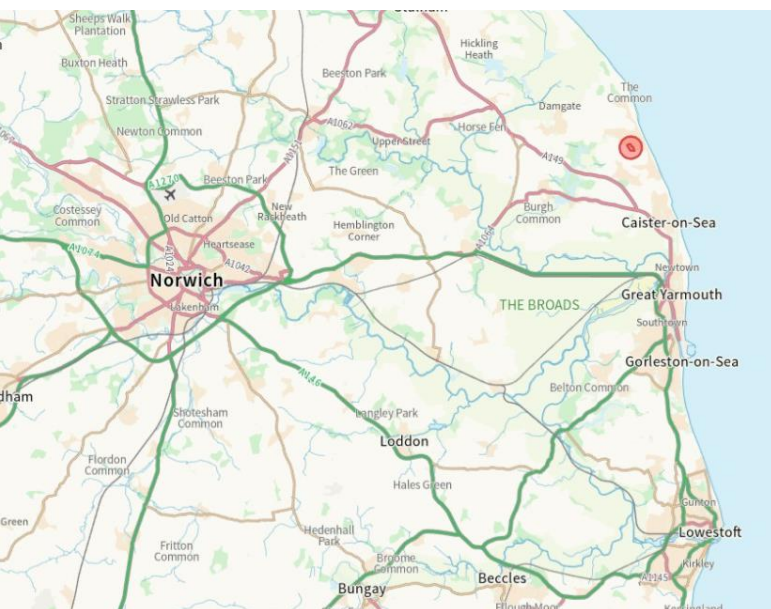 Sheeps Walk
Plantation
Hickling
Heath
Buxton Heath
Beeston Park
The
Common
Stratton Strawless Park
Damgate
Newton Common
A1062
Horse Fen
Upper Street
A1151
A149
The Green
A1270
Beeston Park
Costessey
Common
Old Catton
New
Rackheath
Burgh
Common
Hemblington
Corner
Caister-on-Sea
Heartsease
A1074
A1024
A1042
A1064
Newtown
Norwich
Great Yarmouth
THE BROADS
Lakenham
Southtown
Gorleston-on-Sea
A146
Belton Common
dham
Shotesham
Common
Langley Park
Loddon
Flordon
Common
Hales Green
Gunton
Green
Hedenhall
Park
Lowestoft
Fritton
Common
Broome
Common
Kirkley
Beccles
A1145
Bungay